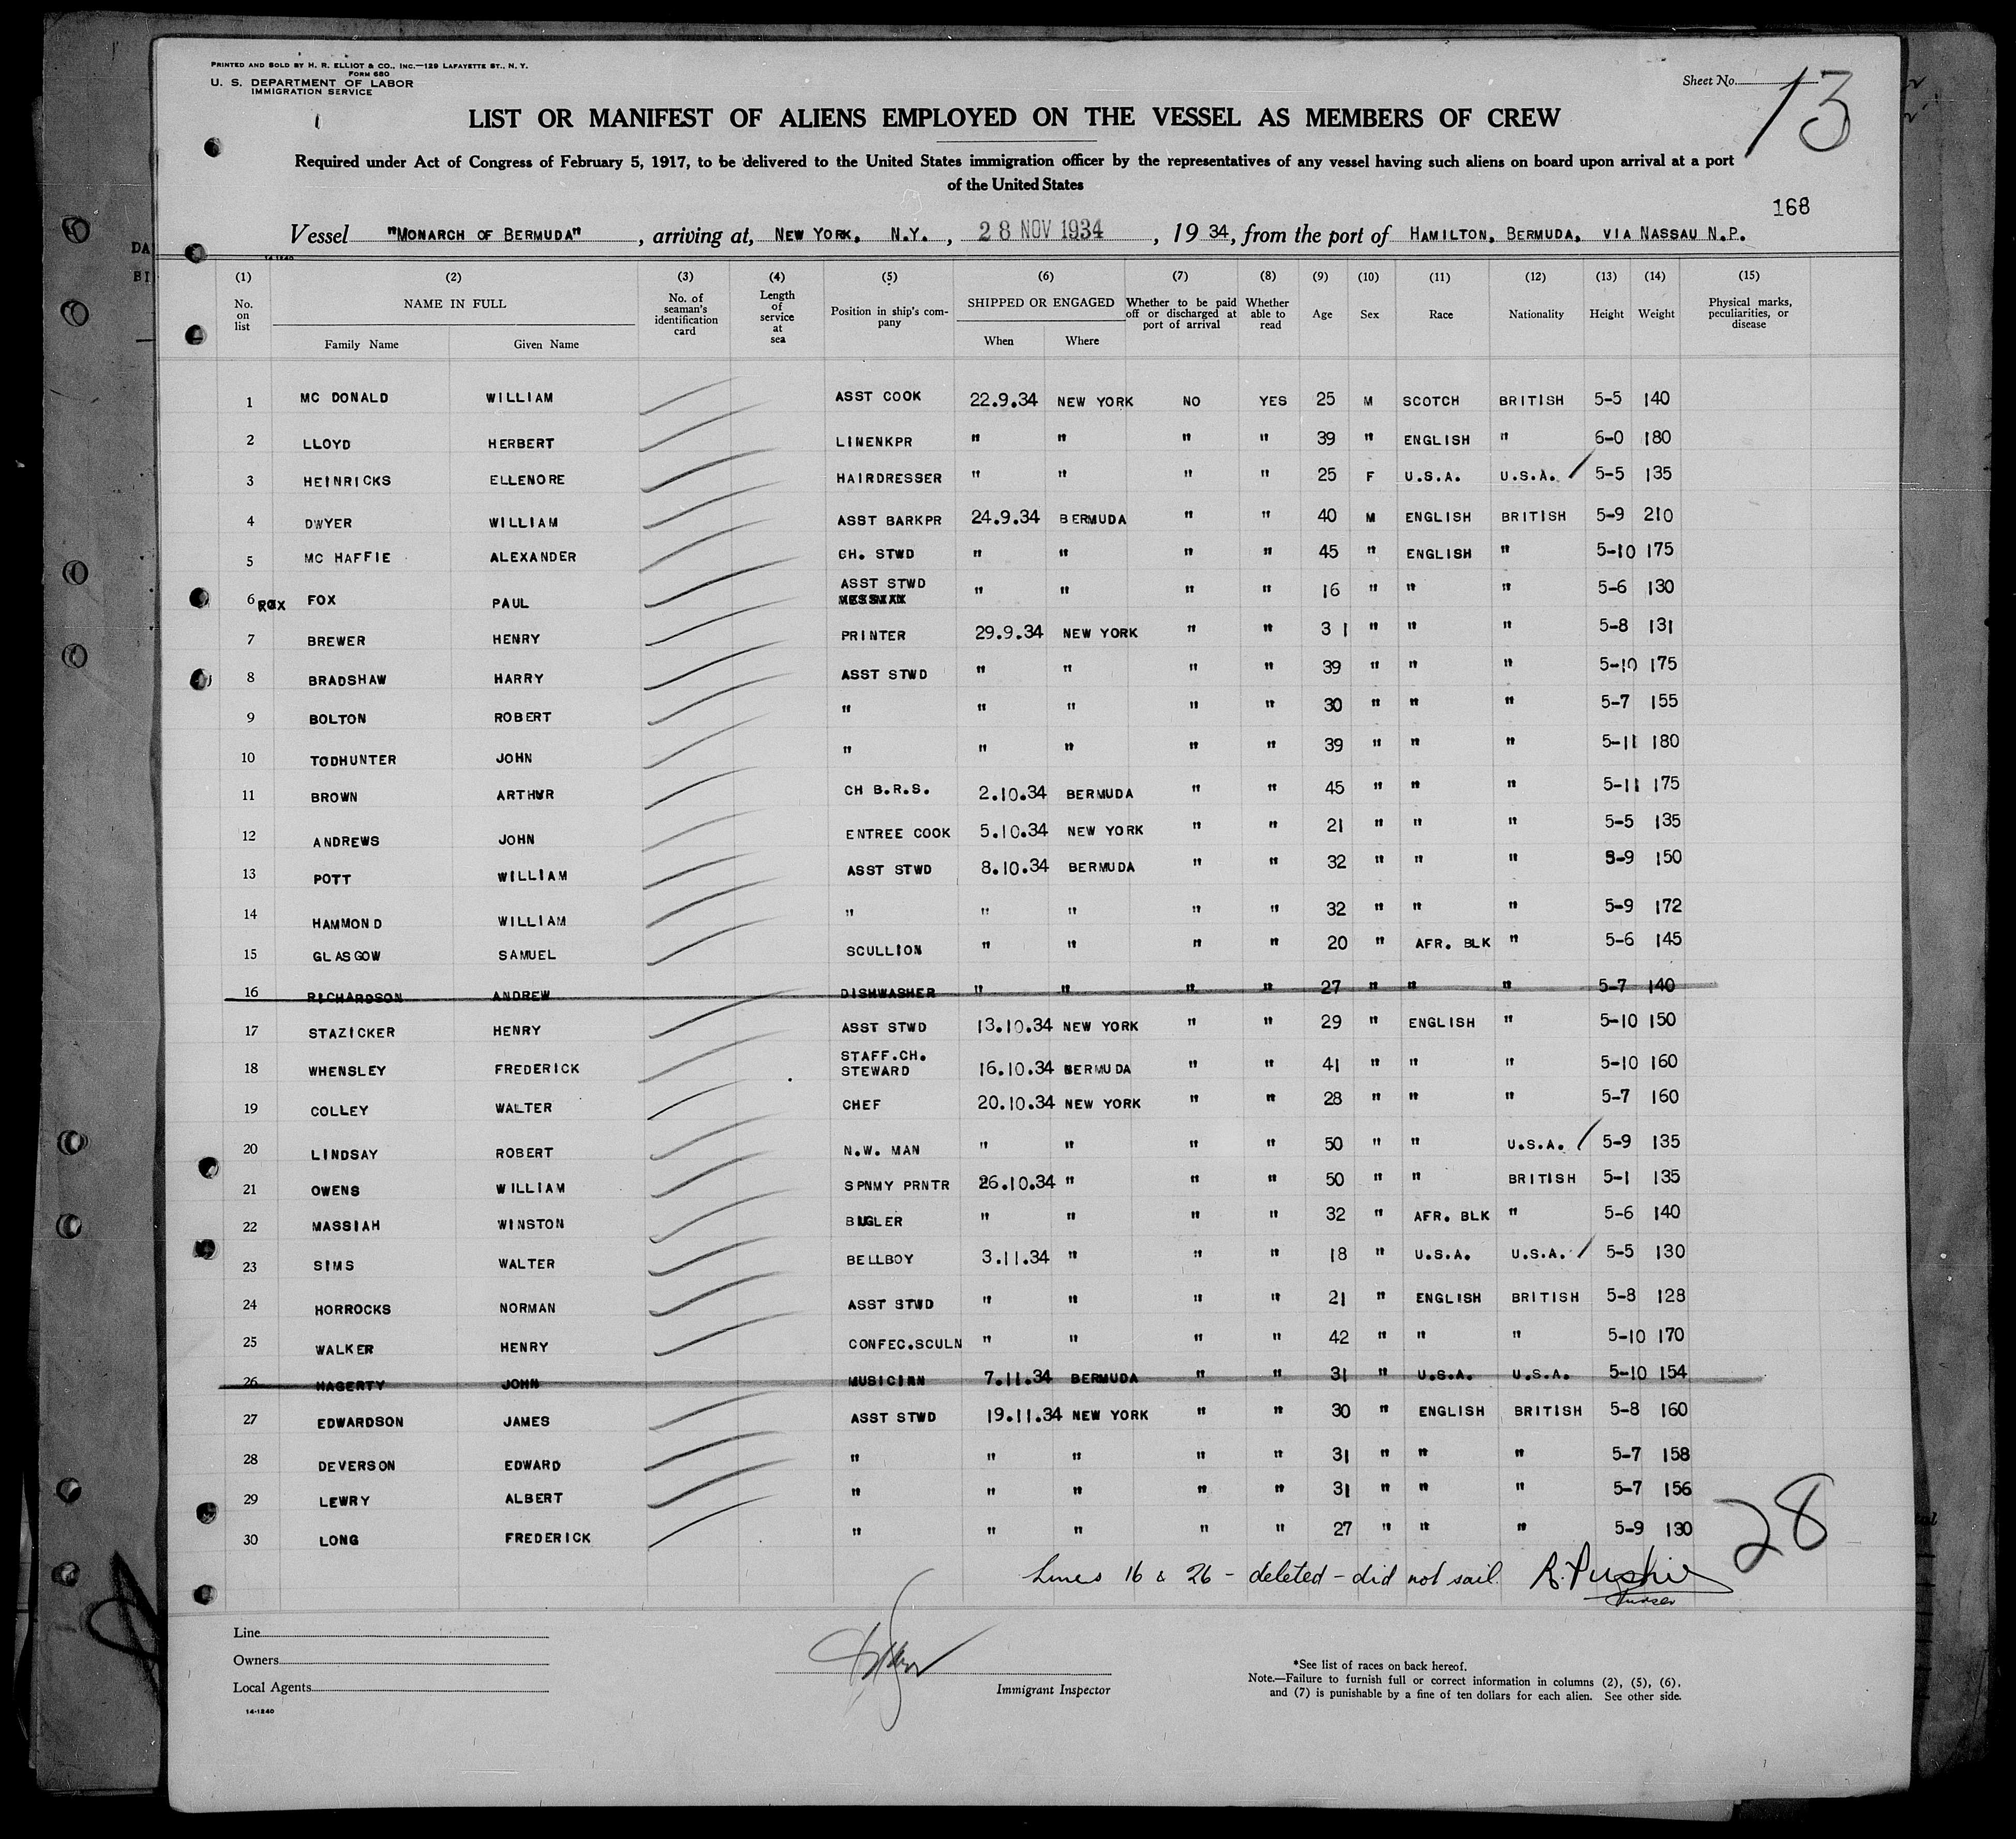 PRINTED AND SOLD BY H. R. ELLIOT & CO., INC.—129 LAFAYETTE ST., N. Y.
FORM 680
U. S. DEPARTMENT OF LABOR
IMMIGRATION SERVICE
Sheet No. 13
LIST OR MANIFEST OF ALIENS EMPLOYED ON THE VESSEL AS MEMBERS OF CREW
Required under Act of Congress of February 5, 1917, to be delivered to the United States immigration officer by the representatives of any vessel having such aliens on board upon arrival at a port
of the United States
168
Vessel "MONARCH OF BERMUDA", arriving at, NEW YORK, N.Y., 28 NOV 1934, 1934, from the port of HAMILTON, BERMUDA, VIA NASSAU N.P.
14-1240
(1) (2) (3) (4) (5) (6) (7) (8) (9) (10) (11) (12) (13) (14) (15)
No. on list NAME IN FULL Family Name Given Name No. of seaman's identification card Length of service at sea Position in ship's company SHIPPED OR ENGAGED When Where Whether to be paid off or discharged at port of arrival Whether able to read Age Sex Race Nationality Height Weight Physical marks, peculiarities, or disease
1 MC DONALD WILLIAM ASST COOK 22.9.34 NEW YORK NO YES 25 M SCOTCH BRITISH 5-5 140
2 LLOYD HERBERT LINENKPR " " " " 39 " ENGLISH " 6-0 180
3 HEINRICKS ELLENORE HAIRDRESSER " " " " 25 F U.S.A. U.S.A. 5-5 135
4 DWYER WILLIAM ASST BARKPR 24.9.34 BERMUDA " " 40 M ENGLISH BRITISH 5-9 210
5 MC HAFFIE ALEXANDER CH. STWD " " " " 45 " ENGLISH " 5-10 175
6 FOX PAUL ASST STWD MESSMAN " " " " 16 " " " 5-6 130
7 BREWER HENRY PRINTER 29.9.34 NEW YORK " " 31 " " " 5-8 131
8 BRADSHAW HARRY ASST STWD " " " " 39 " " " 5-10 175
9 BOLTON ROBERT " " " " " 30 " " " 5-7 155
10 TODHUNTER JOHN " " " " " 39 " " " 5-11 180
11 BROWN ARTHUR CH B.R.S. 2.10.34 BERMUDA " " 45 " " " 5-11 175
12 ANDREWS JOHN ENTREE COOK 5.10.34 NEW YORK " " 21 " " " 5-5 135
13 POTT WILLIAM ASST STWD 8.10.34 BERMUDA " " 32 " " " 5-9 150
14 HAMMOND WILLIAM " " " " " 32 " " " 5-9 172
15 GLASGOW SAMUEL SCULLION " " " " 20 " AFR. BLK " 5-6 145
16 RICHARDSON ANDREW DISHWASHER " " " " 27 " " " 5-7 140
17 STAZICKER HENRY ASST STWD 13.10.34 NEW YORK " " 29 " ENGLISH " 5-10 150
18 WHENSLEY FREDERICK STAFF.CH. STEWARD 16.10.34 BERMUDA " " 41 " " " 5-10 160
19 COLLEY WALTER CHEF 20.10.34 NEW YORK " " 28 " " " 5-7 160
20 LINDSAY ROBERT N.W. MAN " " " " 50 " " U.S.A. 5-9 135
21 OWENS WILLIAM SPNMY PRNTR 26.10.34 " " " 50 " " BRITISH 5-1 135
22 MASSIAH WINSTON BUGLER " " " " 32 " AFR. BLK " 5-6 140
23 SIMS WALTER BELLBOY 3.11.34 " " " 18 " U.S.A. U.S.A. 5-5 130
24 HORROCKS NORMAN ASST STWD " " " " 21 " ENGLISH BRITISH 5-8 128
25 WALKER HENRY CONFEC.SCULN " " " " 42 " " " 5-10 170
26 HAGERTY JOHN MUSICIAN 7.11.34 BERMUDA " " 31 " U.S.A. U.S.A. 5-10 154
27 EDWARDSON JAMES ASST STWD 19.11.34 NEW YORK " " 30 " ENGLISH BRITISH 5-8 160
28 DEVERSON EDWARD " " " " " 31 " " " 5-7 158
29 LEWRY ALBERT " " " " " 31 " " " 5-7 156
30 LONG FREDERICK " " " " " 27 " " " 5-9 130
28
Lines 16 & 26 - deleted - did not sail.
Purser
Line
Owners
Local Agents
14-1240
Immigrant Inspector
*See list of races on back hereof.
Note.—Failure to furnish full or correct information in columns (2), (5), (6),
and (7) is punishable by a fine of ten dollars for each alien. See other side.